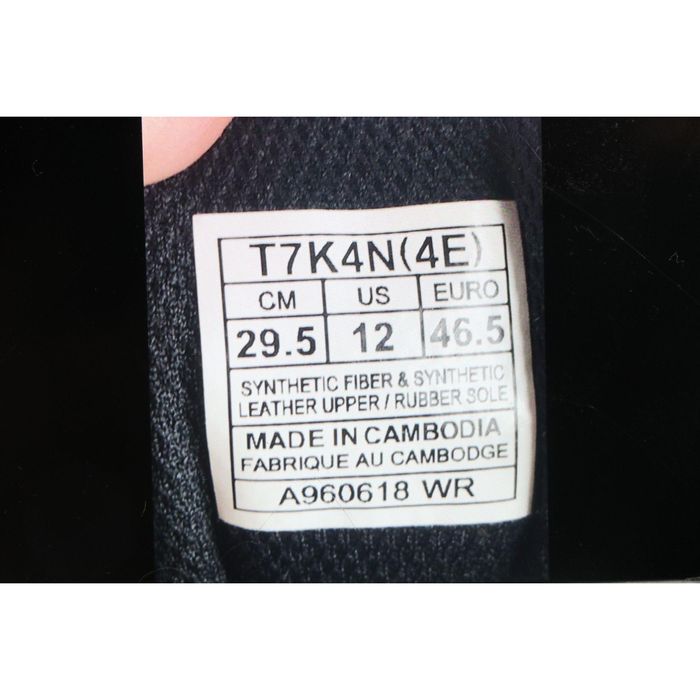 T7K4N(4E)
CM US EURO
29.5 12 46.5
SYNTHETIC FIBER & SYNTHETIC
LEATHER UPPER / RUBBER SOLE
MADE IN CAMBODIA
FABRIQUE AU CAMBODGE
A960618 WR